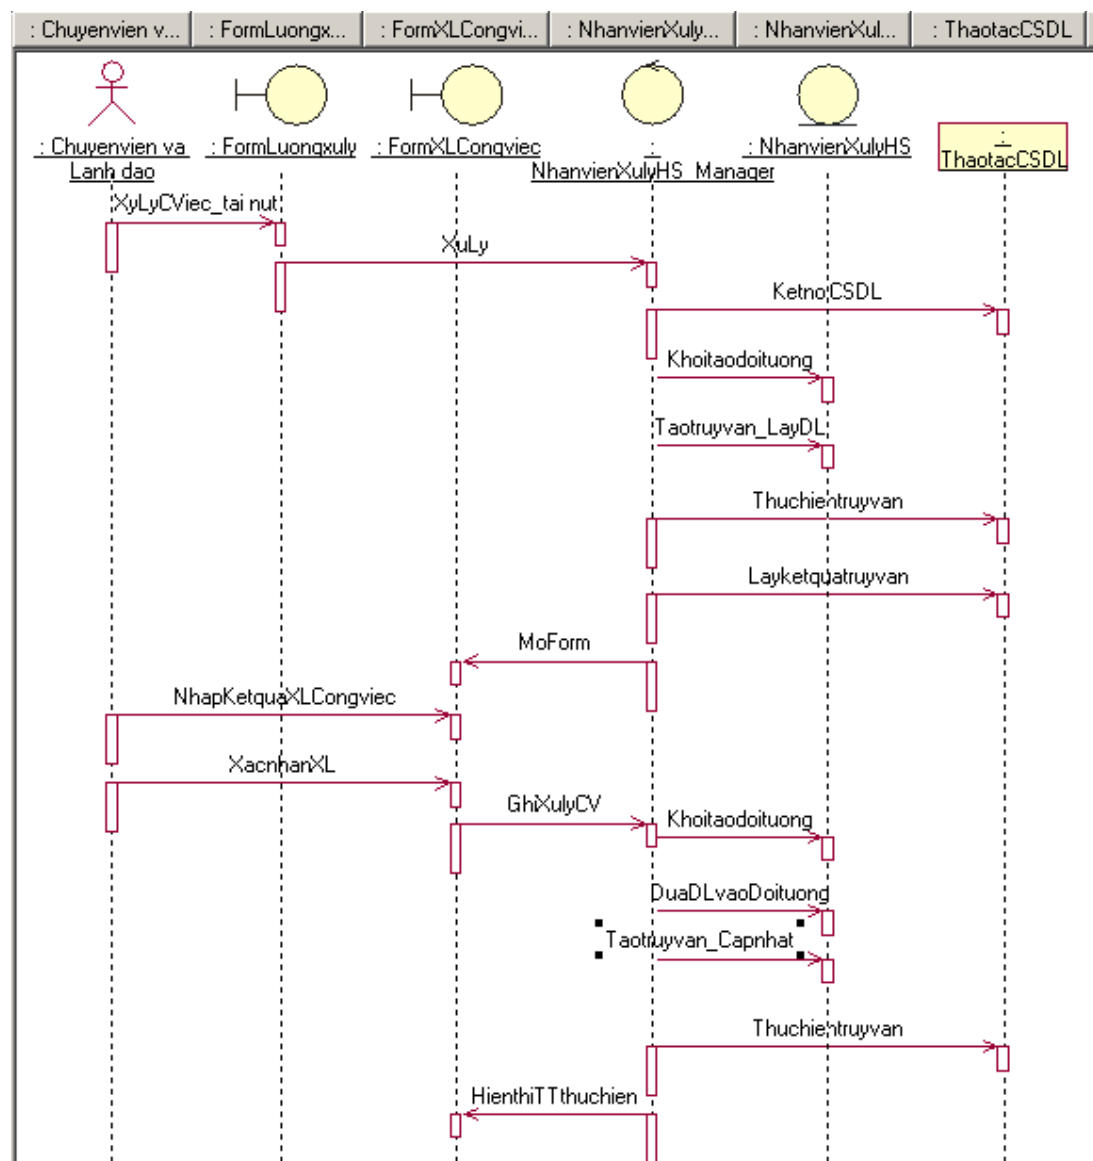 : Chuyenvien v...
: FormLuongx...
: FormXLCongvi...
: NhanvienXuly...
: NhanvienXul...
: ThaotacCSDL
: Chuyenvien va
Lanh dao
: FormLuongxuly
: FormXLCongviec
:
NhanvienXulyHS_Manager
: NhanvienXulyHS
:
ThaotacCSDL
XyLyCViec_tai nut
XuLy
KetnoiCSDL
Khoitaodoituong
Taotruyvan_LayDL
Thuchientruyvan
Layketquatruyvan
MoForm
NhapKetquaXLCongviec
XacnhanXL
GhiXulyCV
Khoitaodoituong
DuaDLvaoDoituong
Taotruyvan_Capnhat
Thuchientruyvan
HienthiTTthuchien